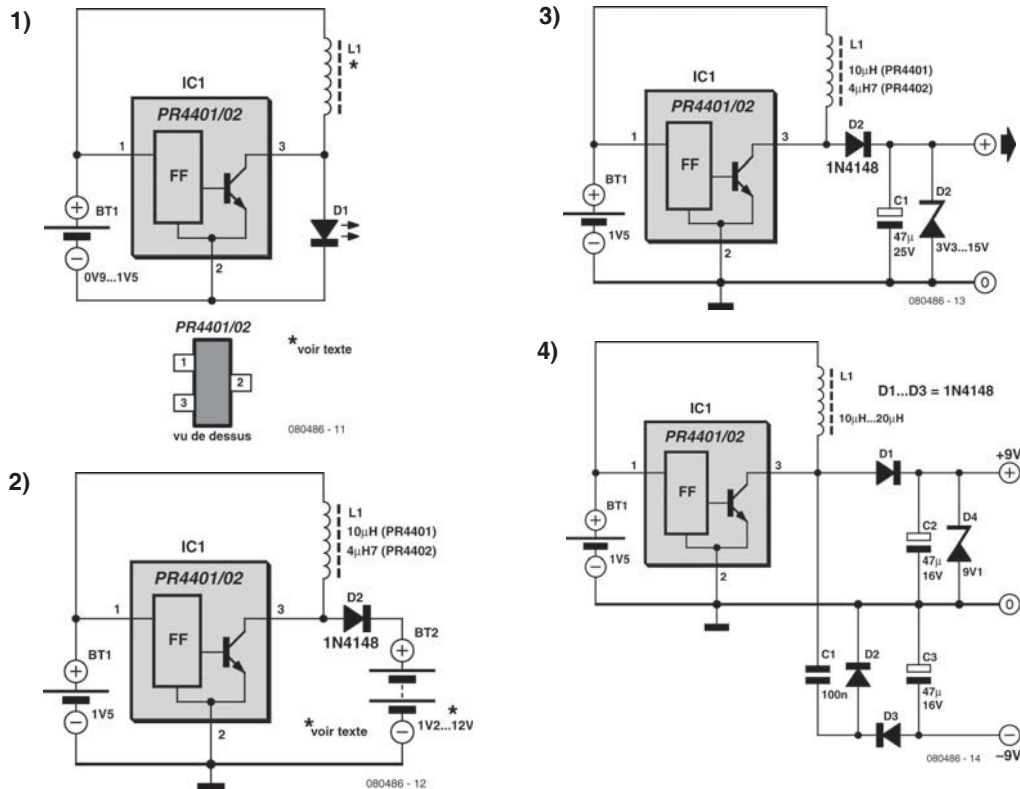 1)
L1
*
IC1
PR4401/02
1
3
FF
BT1
+
−
0V9...1V5
D1
2
PR4401/02
1
2
3
vu de dessus
* voir texte
080486 - 11
2)
L1
10µH (PR4401)
4µH7 (PR4402)
IC1
PR4401/02
1
3
FF
D2
1N4148
BT1
+
−
1V5
2
BT2
+
−
*
1V2...12V
* voir texte
080486 - 12
3)
L1
10µH (PR4401)
4µH7 (PR4402)
IC1
PR4401/02
1
3
FF
D2
1N4148
BT1
+
−
1V5
2
C1
47µ
25V
D2
3V3...15V
+
0
080486 - 13
4)
L1
10µH...20µH
D1...D3 = 1N4148
IC1
PR4401/02
1
3
FF
BT1
+
−
1V5
2
D1
+9V
+
C2
47µ
16V
D4
9V1
0
C1
100n
D2
C3
47µ
16V
D3
−
−9V
080486 - 14